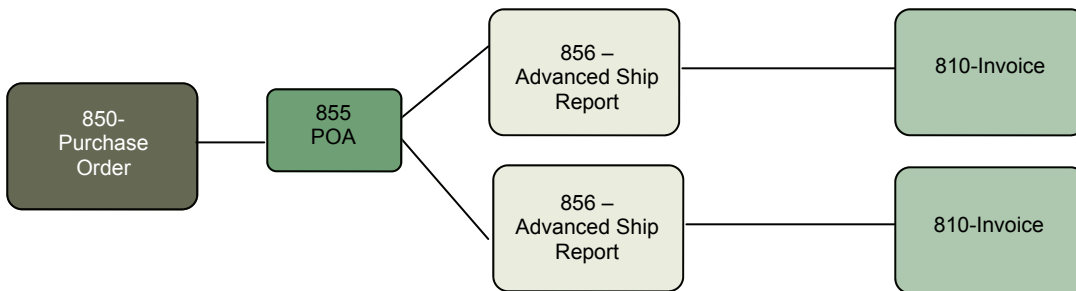 850-
Purchase
Order
855
POA
856 –
Advanced Ship
Report
810-Invoice
856 –
Advanced Ship
Report
810-Invoice